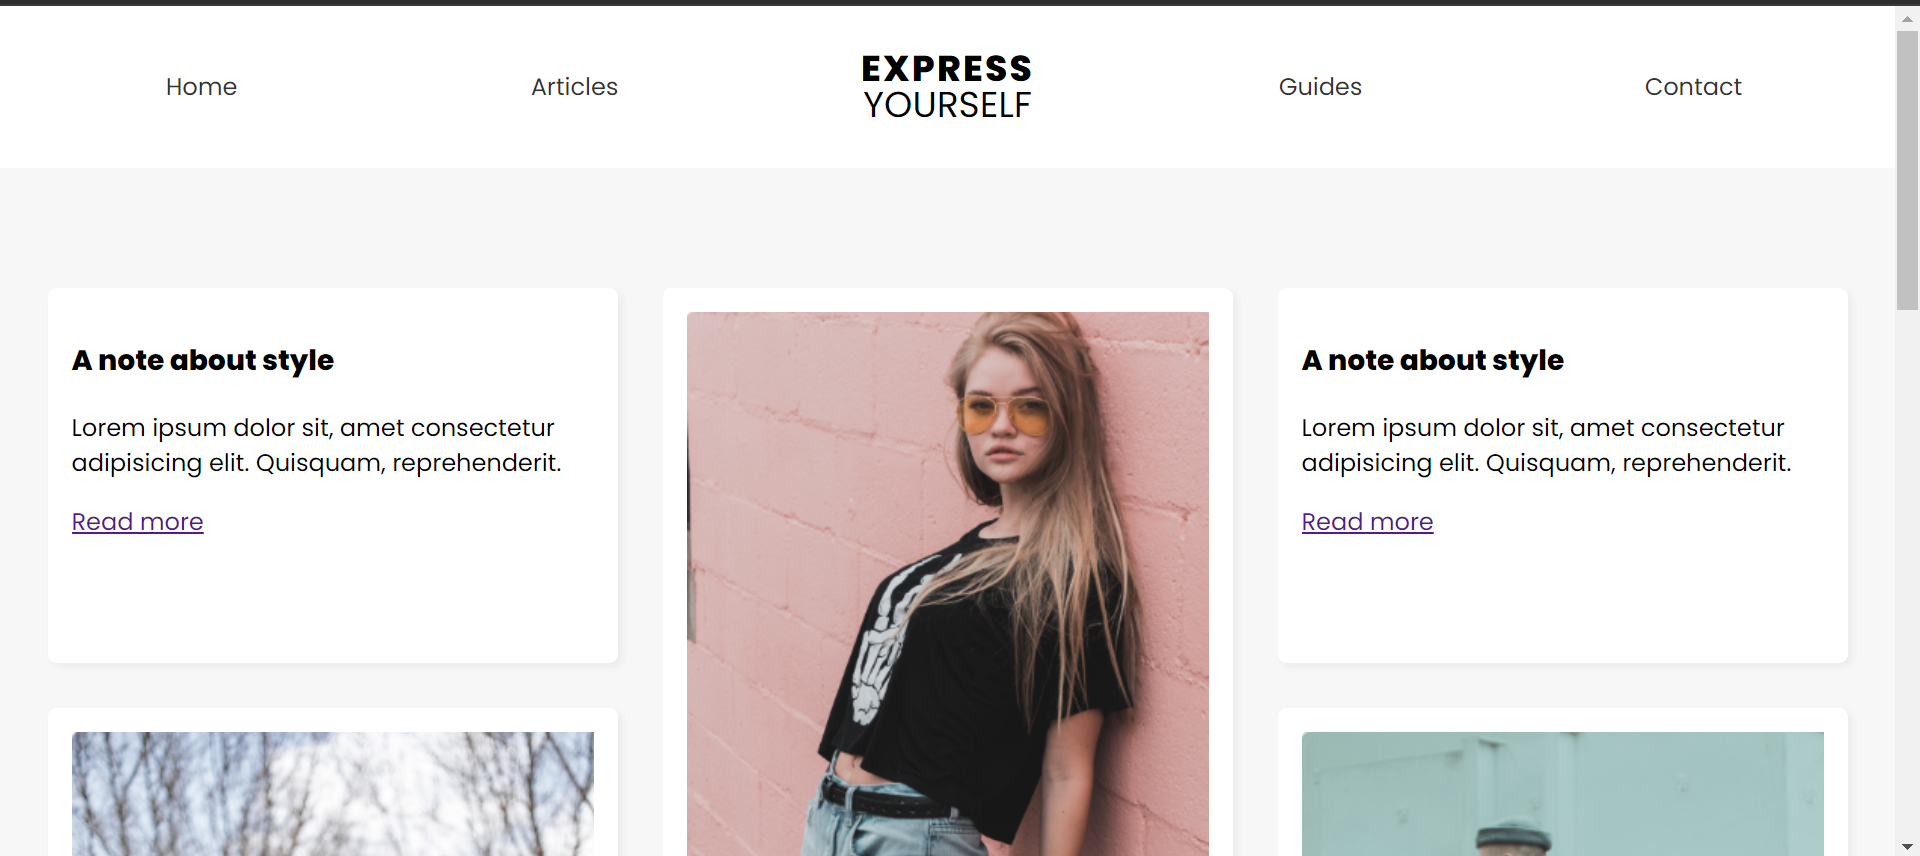 Home
Articles
EXPRESS
YOURSELF
Guides
Contact
A note about style
Lorem ipsum dolor sit, amet consectetur
adipisicing elit. Quisquam, reprehenderit.
Read more
A note about style
Lorem ipsum dolor sit, amet consectetur
adipisicing elit. Quisquam, reprehenderit.
Read more